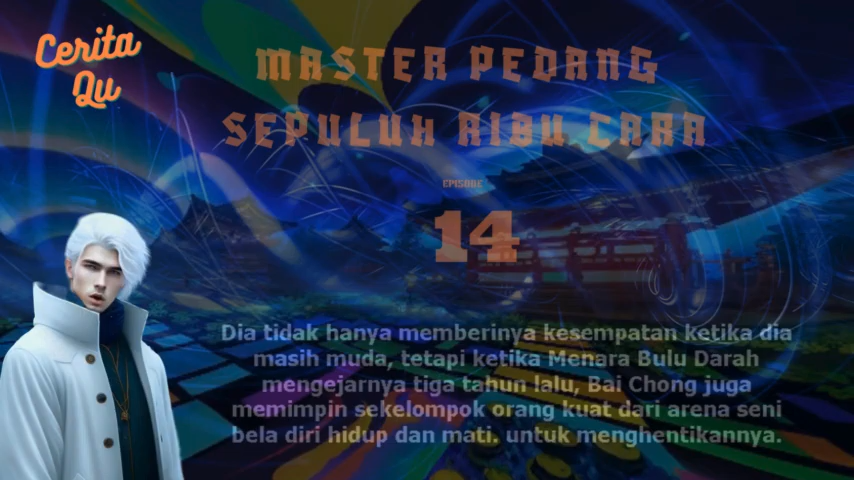 Cerita
Qu
MASTER PEDANG
SEPULUH RIBU CARA
EPISODE
14
Dia tidak hanya memberinya kesempatan ketika dia
masih muda, tetapi ketika Menara Bulu Darah
mengejarnya tiga tahun lalu, Bai Chong juga
memimpin sekelompok orang kuat dari arena seni
bela diri hidup dan mati. untuk menghentikannya.